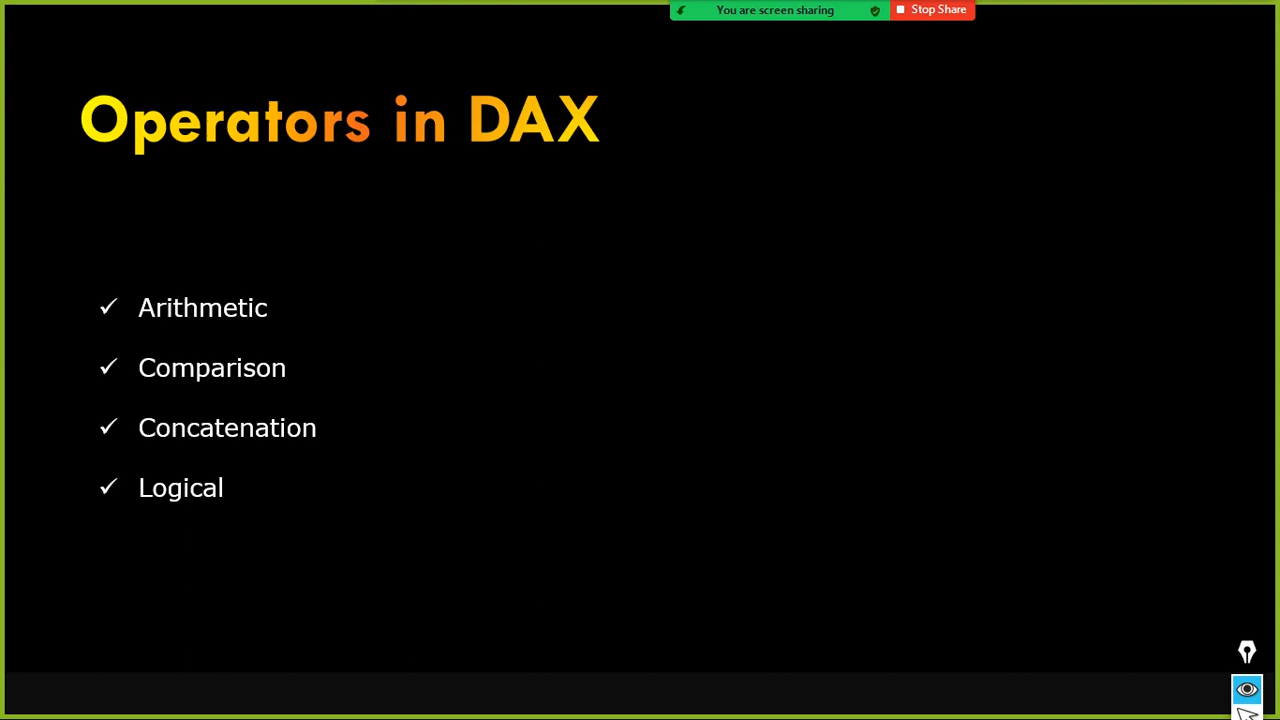 You are screen sharing
Stop Share
Operators in DAX
Arithmetic
Comparison
Concatenation
Logical